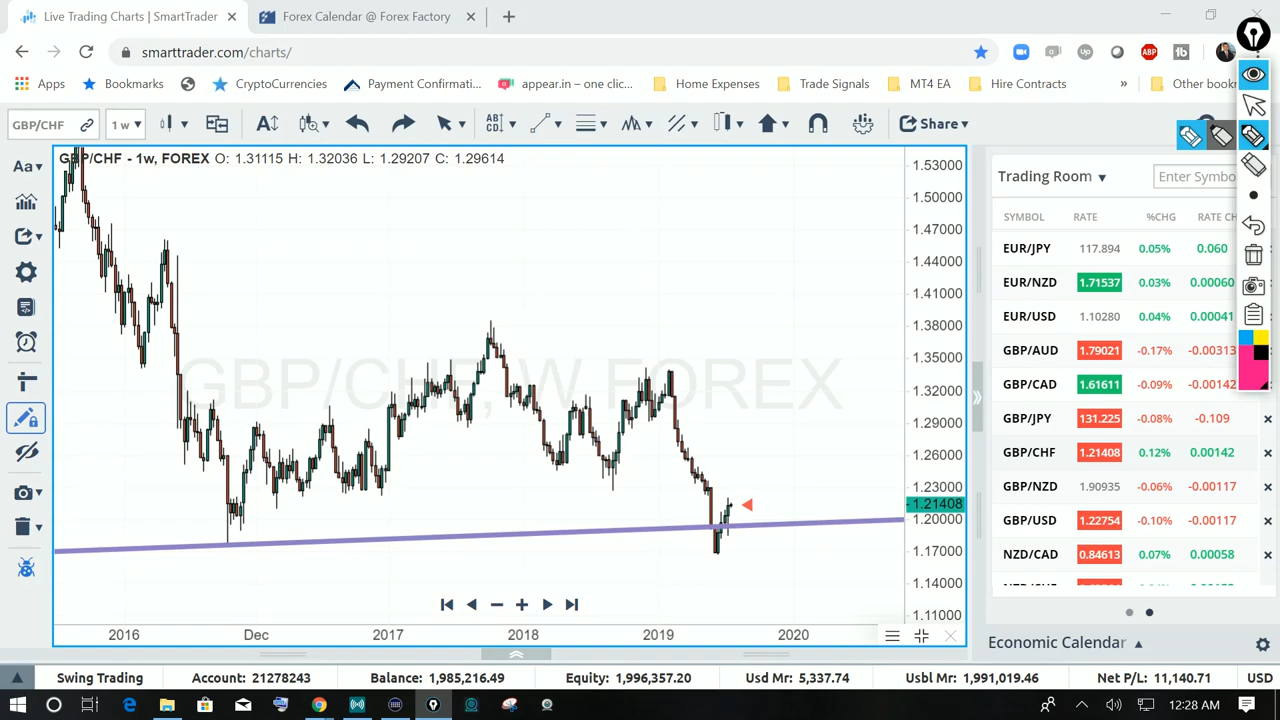 Live Trading Charts | SmartTrader
Forex Calendar @ Forex Factory
smarttrader.com/charts/
ABP
Apps
Bookmarks
CryptoCurrencies
Payment Confirmati...
appear.in – one clic...
Home Expenses
Trade Signals
MT4 EA
Hire Contracts
»
Other
GBP/CHF
1 w
Share
Aa
GBP/CHF - 1w, FOREX O: 1.31115 H: 1.32036 L: 1.29207 C: 1.29614
GBP/CHF, W, FOREX
1.53000
1.50000
1.47000
1.44000
1.41000
1.38000
1.35000
1.32000
1.29000
1.26000
1.23000
1.21408
1.20000
1.17000
1.14000
1.11000
2016
Dec
2017
2018
2019
2020
Trading Room
Enter Symbo
SYMBOL RATE %CHG RATE CH
EUR/JPY 117.894 0.05% 0.060
EUR/NZD 1.71537 0.03% 0.00060
EUR/USD 1.10280 0.04% 0.00041
GBP/AUD 1.79021 -0.17% -0.00313
GBP/CAD 1.61611 -0.09% -0.00142
GBP/JPY 131.225 -0.08% -0.109
GBP/CHF 1.21408 0.12% 0.00142
GBP/NZD 1.90935 -0.06% -0.00117
GBP/USD 1.22754 -0.10% -0.00117
NZD/CAD 0.84613 0.07% 0.00058
Economic Calendar
Swing Trading
Account: 21278243
Balance: 1,985,216.49
Equity: 1,996,357.20
Usd Mr: 5,337.74
Usbl Mr: 1,991,019.46
Net P/L: 11,140.71
USD
12:28 AM